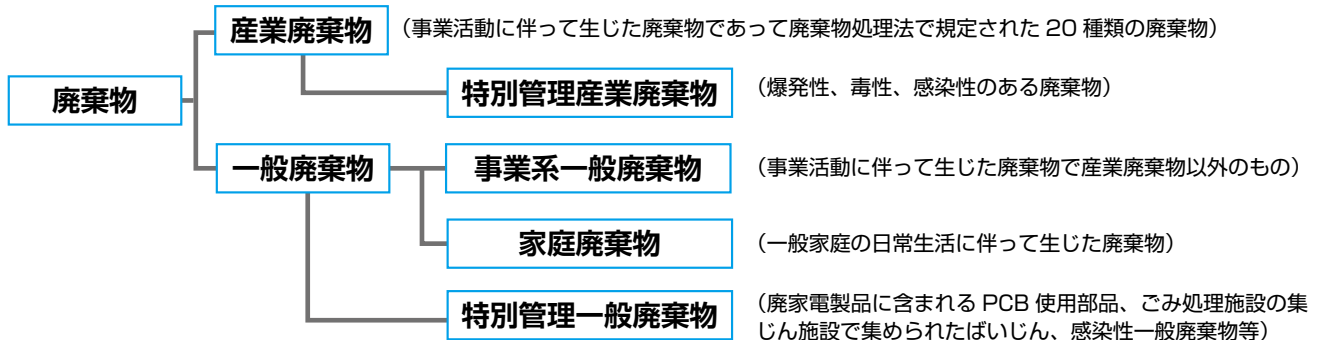 産業廃棄物 （事業活動に伴って生じた廃棄物であって廃棄物処理法で規定された 20 種類の廃棄物）
廃棄物
特別管理産業廃棄物 （爆発性、毒性、感染性のある廃棄物）
一般廃棄物 事業系一般廃棄物 （事業活動に伴って生じた廃棄物で産業廃棄物以外のもの）
家庭廃棄物 （一般家庭の日常生活に伴って生じた廃棄物）
特別管理一般廃棄物 （廃家電製品に含まれる PCB 使用部品、ごみ処理施設の集
じん施設で集められたばいじん、感染性一般廃棄物等）